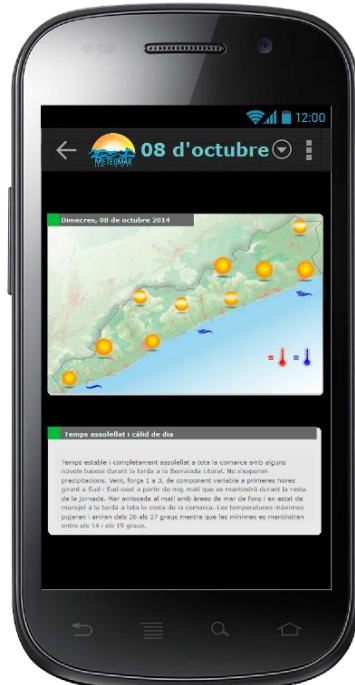 12:00
METEOMAR
08 d'octubre
Dimecres, 08 de octubre 2014
= =
Temps assolellat i càlid de dia
Temps estable i completament assolellat a tota la comarca amb alguns
núvols baixos durant la tarda a la Serralada Litoral. No s'esperen
precipitacions. Vent, força 1 a 3, de component variable a primeres hores
girant a Sud i Sud-oest a partir de mig matí que es mantindrà durant la resta
de la jornada. Mar arrissada al matí amb àrees de mar de fons i en estat de
marejol a la tarda a tota la costa de la comarca. Les temperatures màximes
pujaran i aniran dels 26 als 27 graus mentre que les mínimes es mantindran
entre els 14 i els 19 graus.